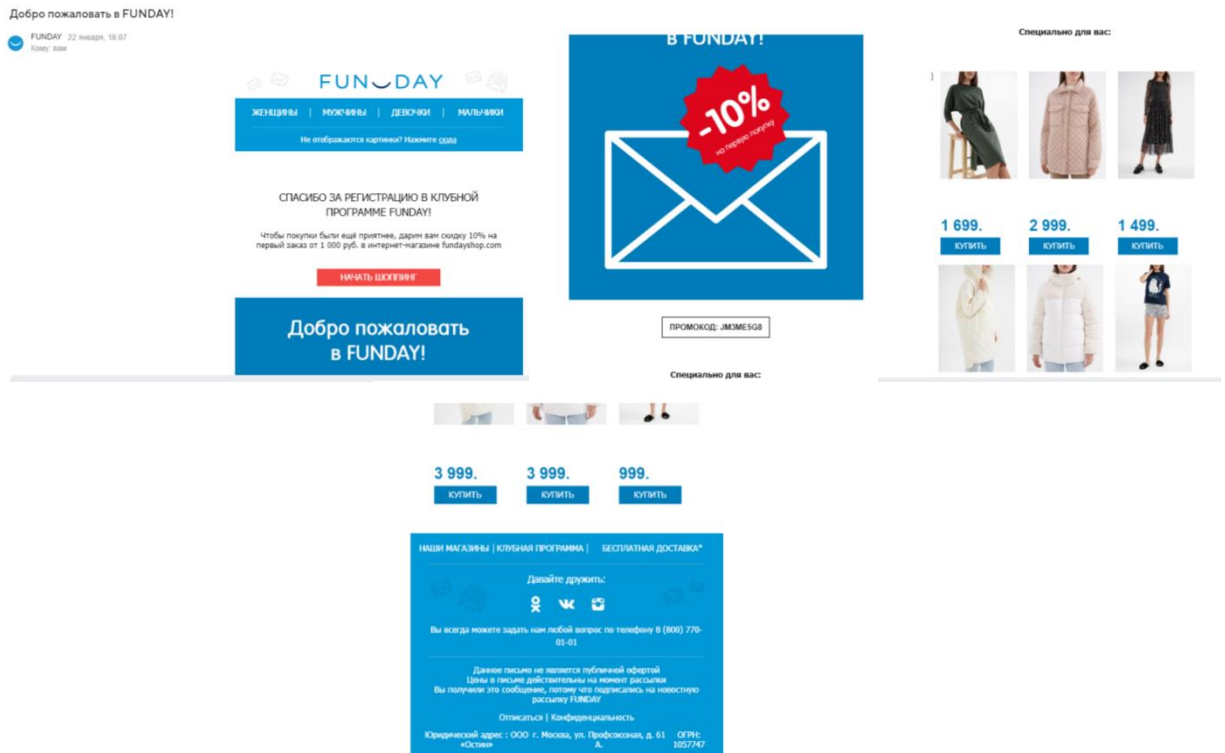 Добро пожаловать в FUNDAY!
FUNDAY 22 января, 16:07
Кому: вам
FUNDAY
ЖЕНЩИНЫ | МУЖЧИНЫ | ДЕВОЧКИ | МАЛЬЧИКИ
Не отображаются картинки? Нажмите сюда
СПАСИБО ЗА РЕГИСТРАЦИЮ В КЛУБНОЙ
ПРОГРАММЕ FUNDAY!
Чтобы покупки были ещё приятнее, дарим вам скидку 10% на
первый заказ от 1 000 руб. в интернет-магазине fundayshop.com
НАЧАТЬ ШОППИНГ
Добро пожаловать
в FUNDAY!
в FUNDAY!
-10%
на первую покупку
ПРОМОКОД: JM3ME5G8
Специально для вас:
Специально для вас:
}
1 699. 2 999. 1 499.
КУПИТЬ КУПИТЬ КУПИТЬ
3 999. 3 999. 999.
КУПИТЬ КУПИТЬ КУПИТЬ
НАШИ МАГАЗИНЫ | КЛУБНАЯ ПРОГРАММА | БЕСПЛАТНАЯ ДОСТАВКА*
Давайте дружить:
Вы всегда можете задать нам любой вопрос по телефону 8 (800) 770-
01-01
Данное письмо не является публичной офертой
Цены в письме действительны на момент рассылки
Вы получили это сообщение, потому что подписались на новостную
рассылку FUNDAY
Отписаться | Конфиденциальность
Юридический адрес : ООО г. Москва, ул. Профсоюзная, д. 61 ОГРН:
«Остин» А. 1057747